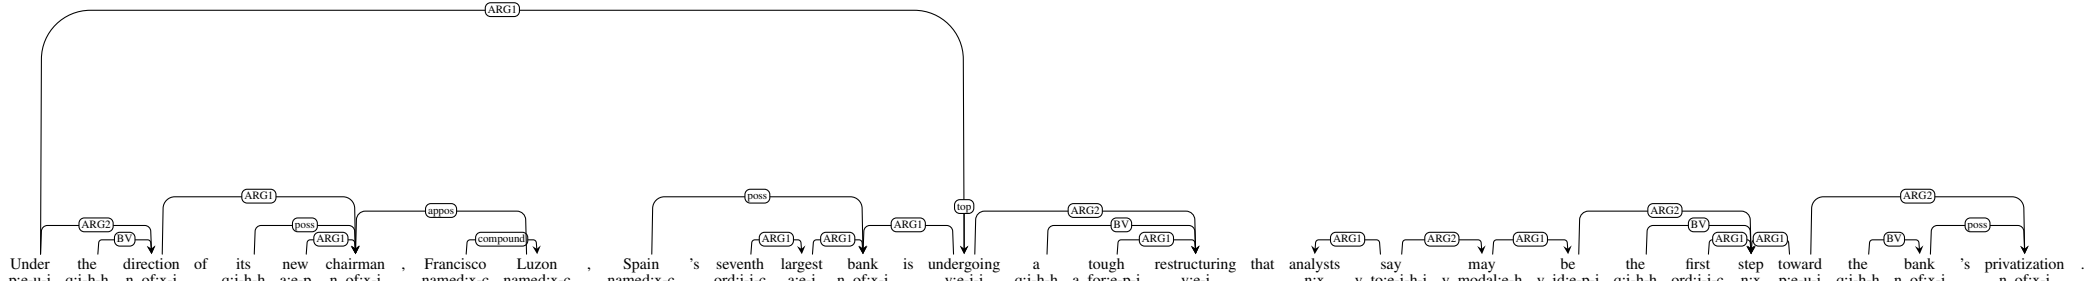 ARG1
ARG1 poss ARG2
appos top ARG2 ARG2
ARG2 poss BV ARG1 BV poss
BV ARG1 compound ARG1 ARG1 ARG1 ARG1 ARG2 ARG1 ARG1 ARG1 BV
Under the direction of its new chairman , Francisco Luzon , Spain 's seventh largest bank is undergoing a tough restructuring that analysts say may be the first step toward the bank 's privatization .